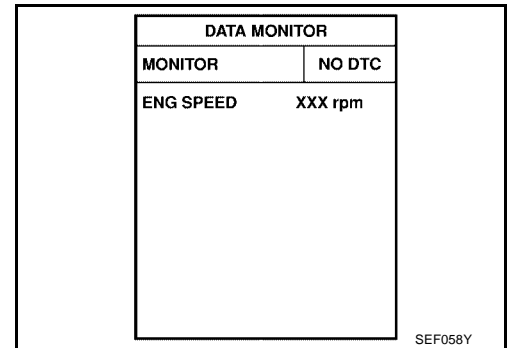 DATA MONITOR
MONITOR NO DTC
ENG SPEED XXX rpm
SEF058Y